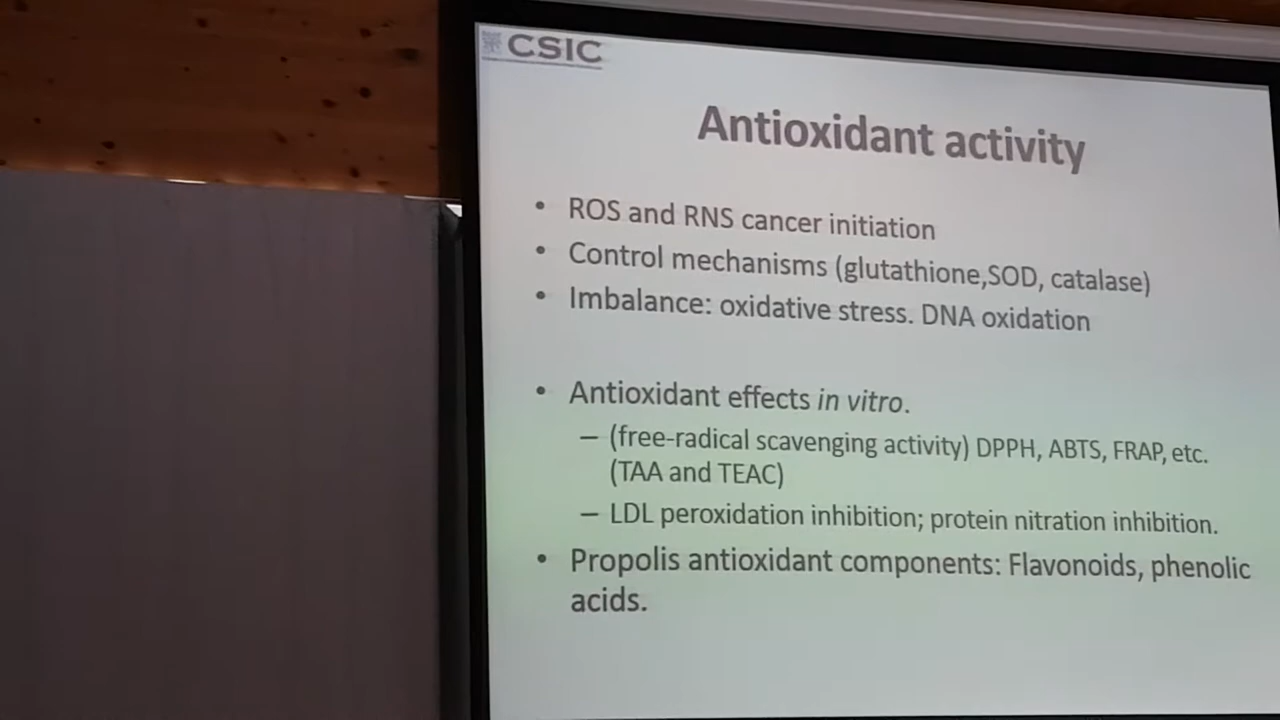 CSIC
Antioxidant activity
• ROS and RNS cancer initiation
• Control mechanisms (glutathione,SOD, catalase)
• Imbalance: oxidative stress. DNA oxidation
• Antioxidant effects in vitro.
– (free-radical scavenging activity) DPPH, ABTS, FRAP, etc.
(TAA and TEAC)
– LDL peroxidation inhibition; protein nitration inhibition.
• Propolis antioxidant components: Flavonoids, phenolic
acids.